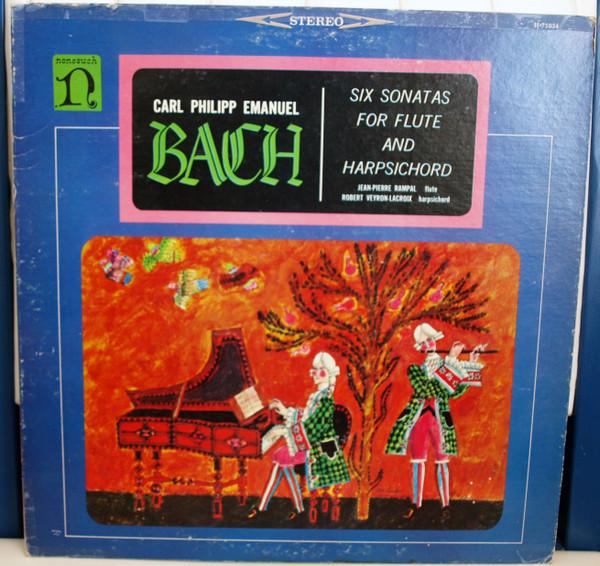 STEREO
H-71034
nonesuch
n
CARL PHILIPP EMANUEL
BACH
SIX SONATAS
FOR FLUTE
AND
HARPSICHORD
JEAN-PIERRE RAMPAL flute
ROBERT VEYRON-LACROIX harpsichord